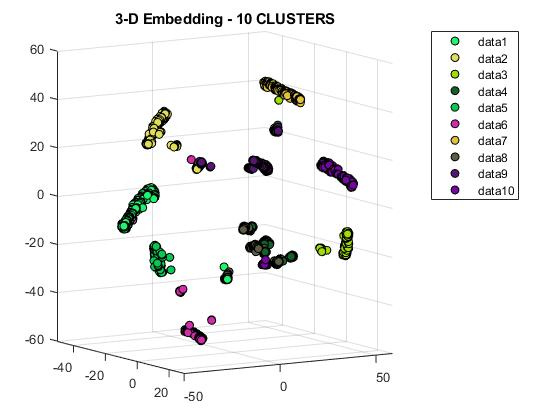 3-D Embedding - 10 CLUSTERS
60
40
20
0
-20
-40
-60
-40
-20
0
20
-50
0
50
data1
data2
data3
data4
data5
data6
data7
data8
data9
data10